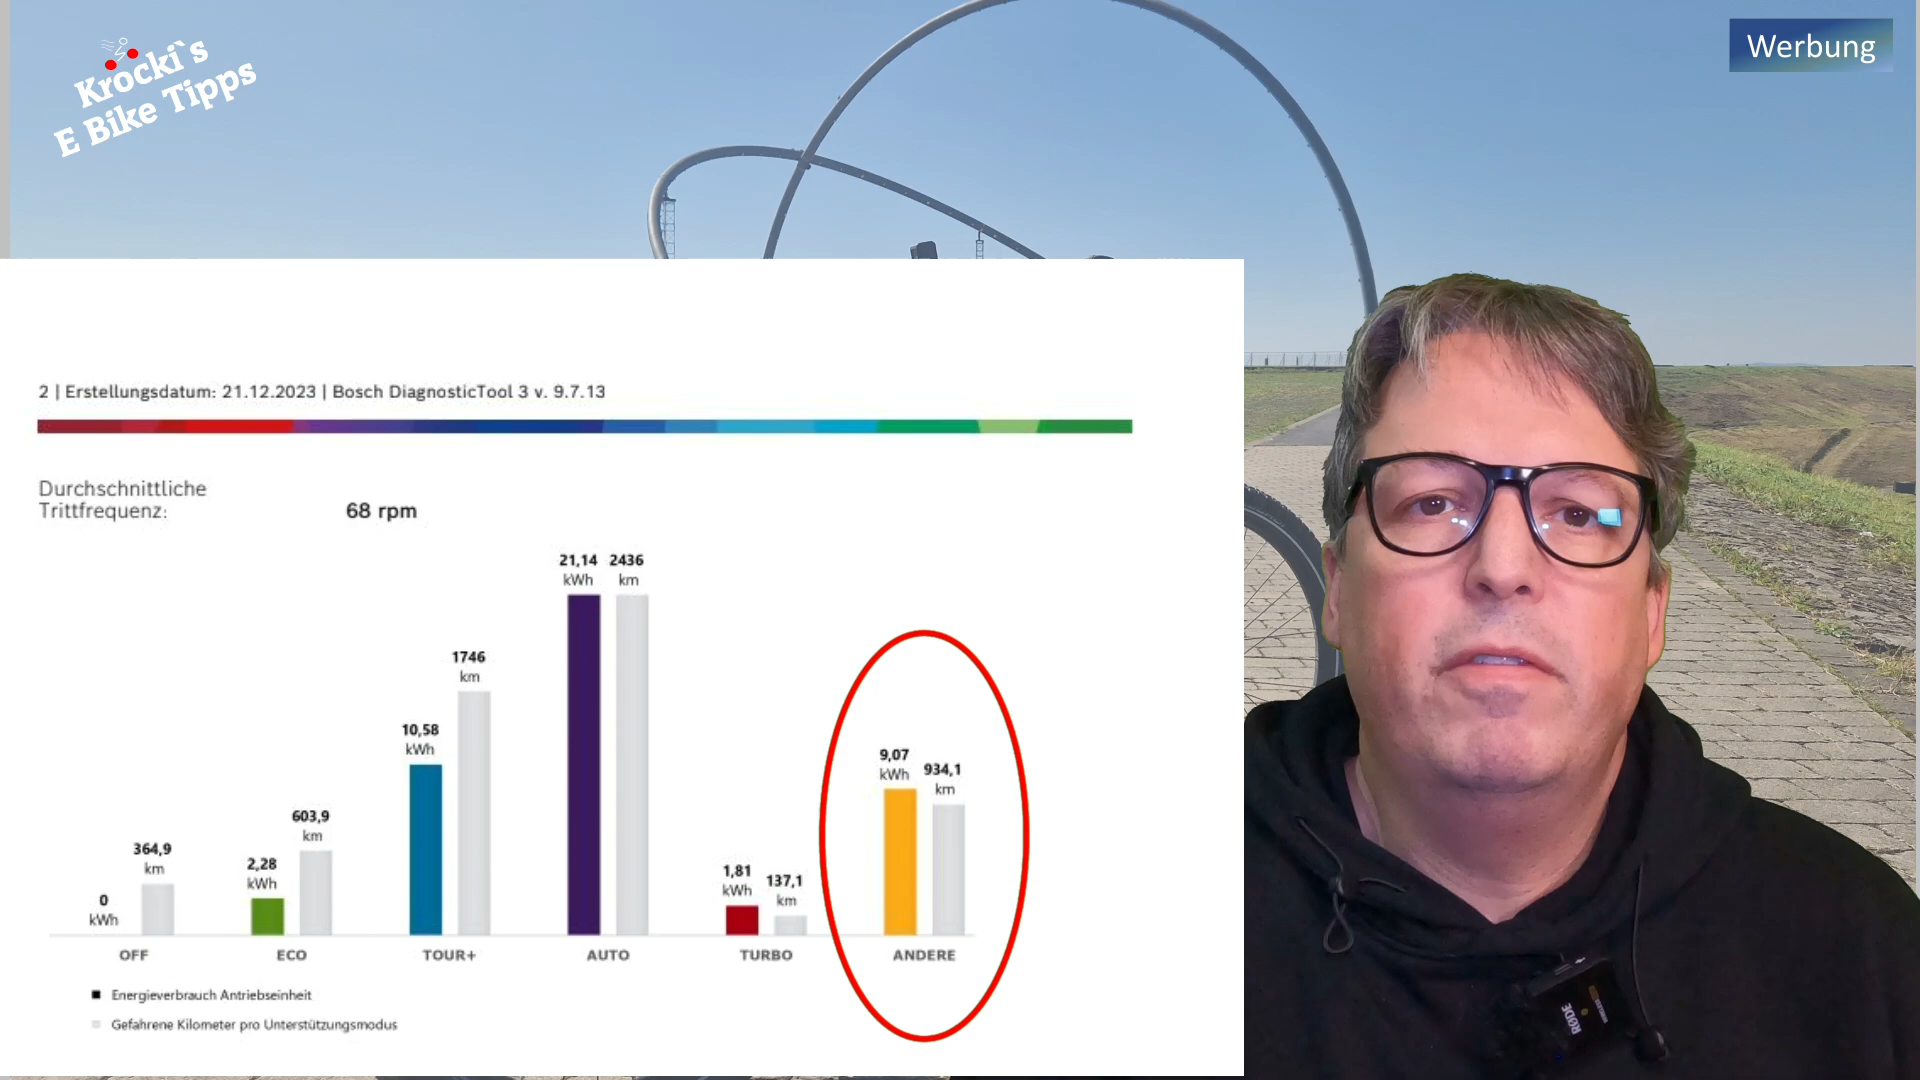 Krocki`s
E Bike Tipps
Werbung
2 | Erstellungsdatum: 21.12.2023 | Bosch DiagnosticTool 3 v. 9.7.13
Durchschnittliche
Trittfrequenz:
68 rpm
0
kWh
364,9
km
2,28
kWh
603,9
km
10,58
kWh
1746
km
21,14
kWh
2436
km
1,81
kWh
137,1
km
9,07
kWh
934,1
km
OFF
ECO
TOUR+
AUTO
TURBO
ANDERE
Energieverbrauch Antriebseinheit
Gefahrene Kilometer pro Unterstützungsmodus
RØDE